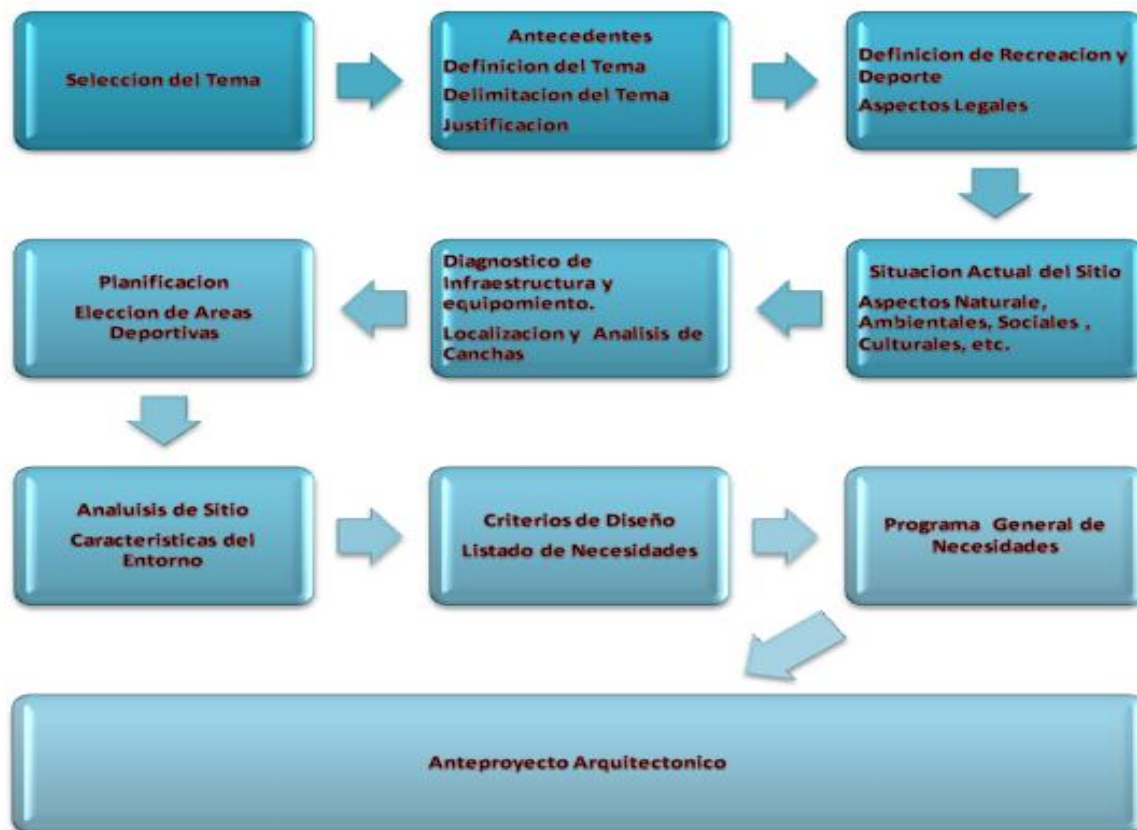 Seleccion del Tema
Antecedentes
Definicion del Tema
Delimitacion del Tema
Justificacion
Definicion de Recreacion y
Deporte
Aspectos Legales
Situacion Actual del Sitio
Aspectos Naturale,
Ambientales, Sociales ,
Culturales, etc.
Diagnostico de
Infraestructura y
equipomiento.
Localizacion y Analisis de
Canchas
Planificacion
Eleccion de Areas
Deportivas
Analuisis de Sitio
Caracteristicas del
Entorno
Criterios de Diseño
Listado de Necesidades
Programa General de
Necesidades
Anteproyecto Arquitectonico